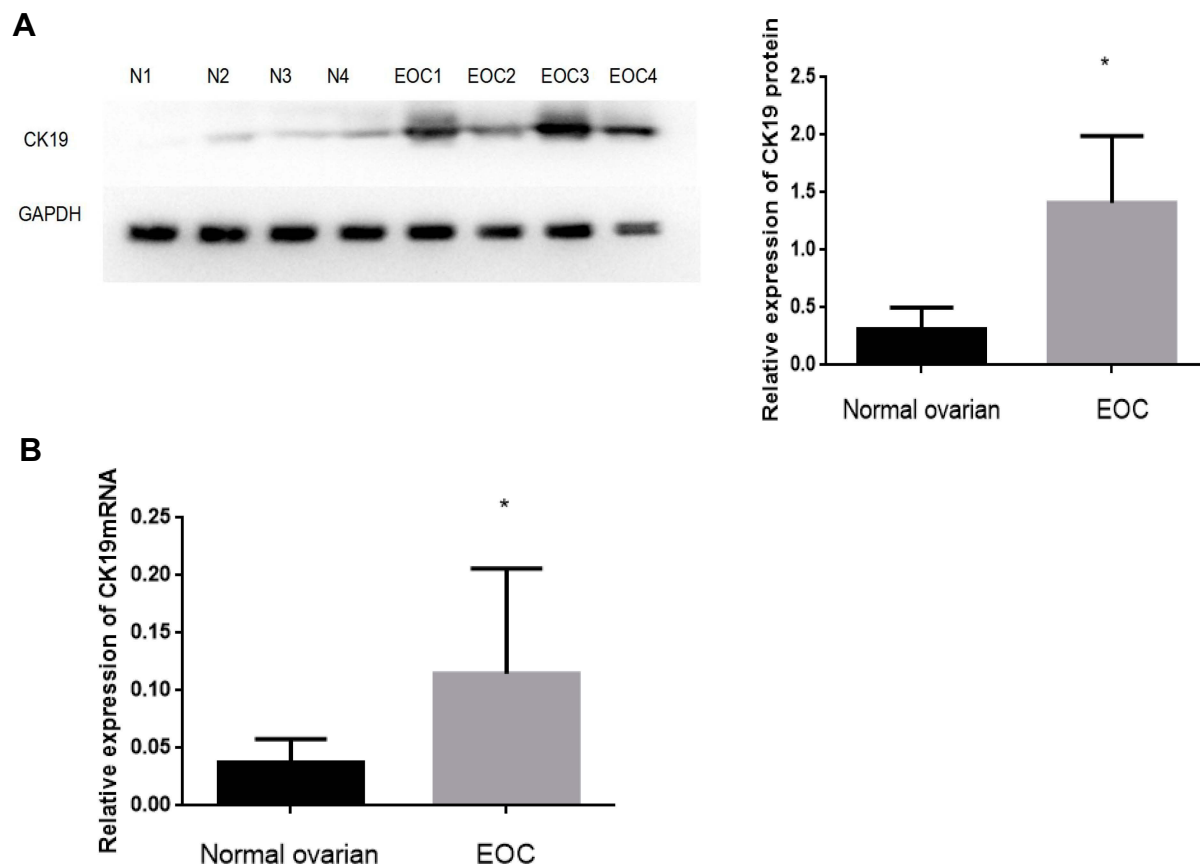 A
N1 N2 N3 N4 EOC1 EOC2 EOC3 EOC4
CK19
GAPDH
Relative expression of CK19 protein
*
2.5
2.0
1.5
1.0
0.5
0.0
Normal ovarian EOC
B
Relative expression of CK19mRNA
*
0.25
0.20
0.15
0.10
0.05
0.00
Normal ovarian EOC